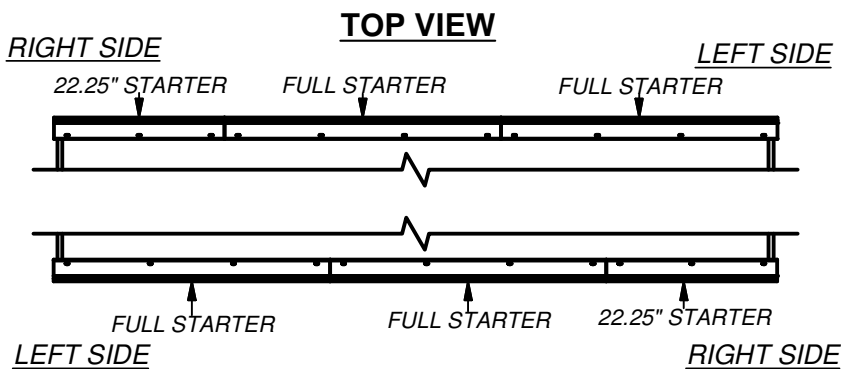 TOP VIEW
RIGHT SIDE
LEFT SIDE
22.25" STARTER
FULL STARTER
FULL STARTER
FULL STARTER
FULL STARTER
22.25" STARTER
LEFT SIDE
RIGHT SIDE